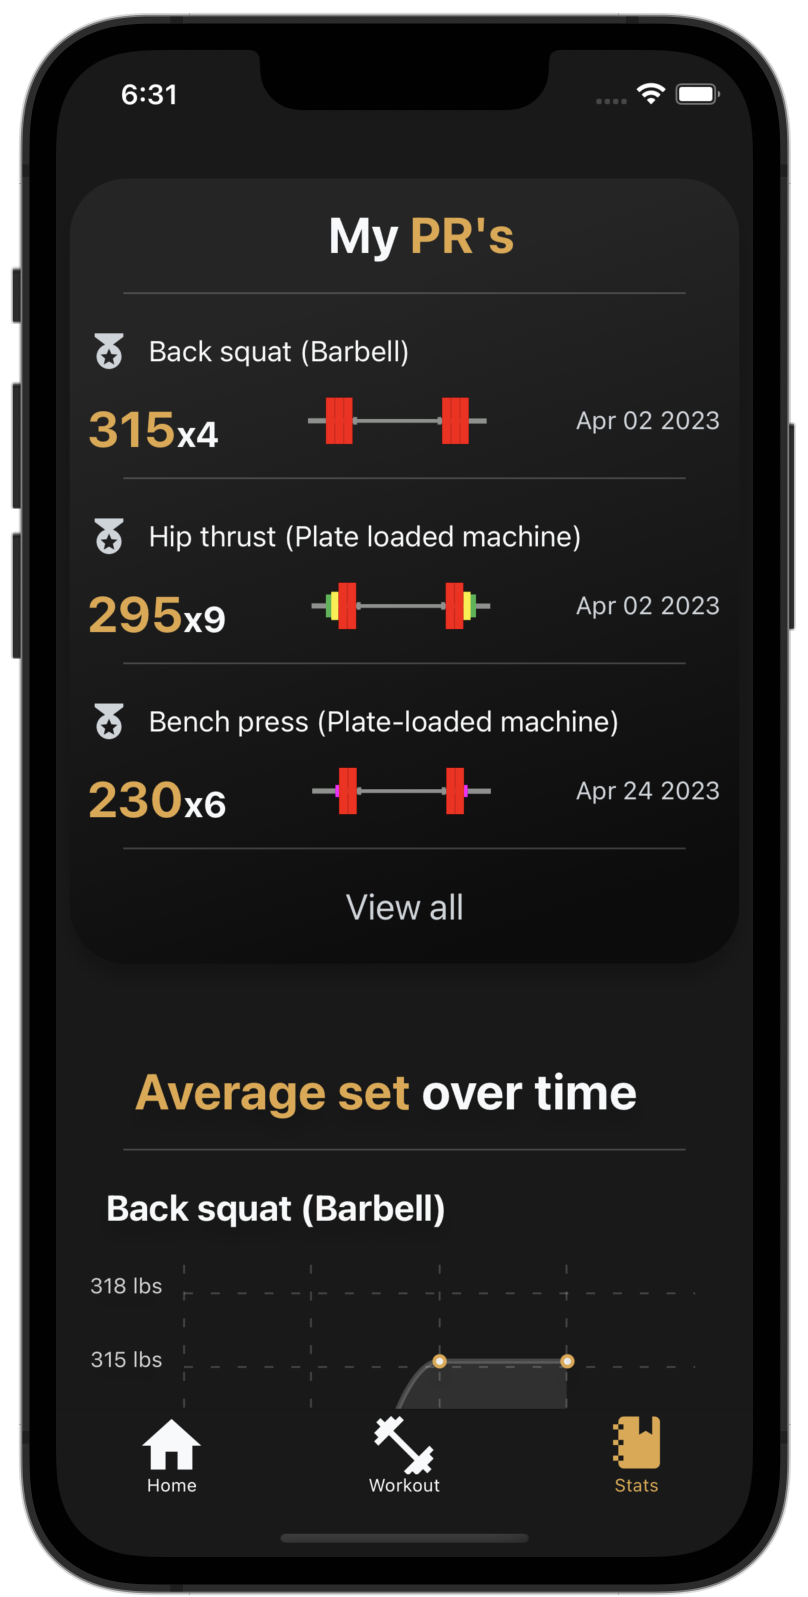 6:31
My PR's
Back squat (Barbell)
315x4
Apr 02 2023
Hip thrust (Plate loaded machine)
295x9
Apr 02 2023
Bench press (Plate-loaded machine)
230x6
Apr 24 2023
View all
Average set over time
Back squat (Barbell)
318 lbs
315 lbs
Home
Workout
Stats